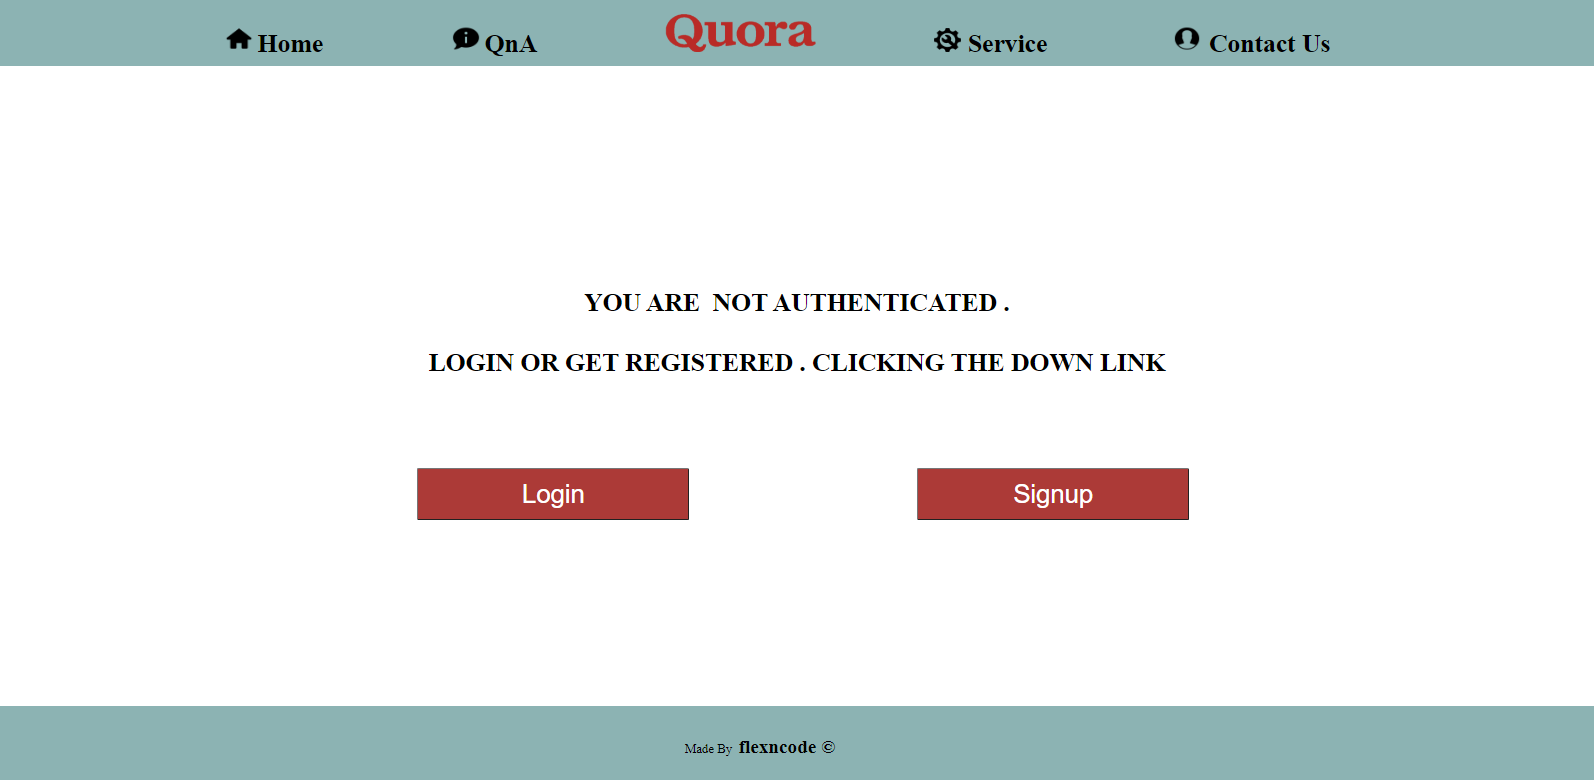 Home QnA Quora Service Contact Us
YOU ARE  NOT AUTHENTICATED .
LOGIN OR GET REGISTERED . CLICKING THE DOWN LINK
Login Signup
Made By flexncode ©